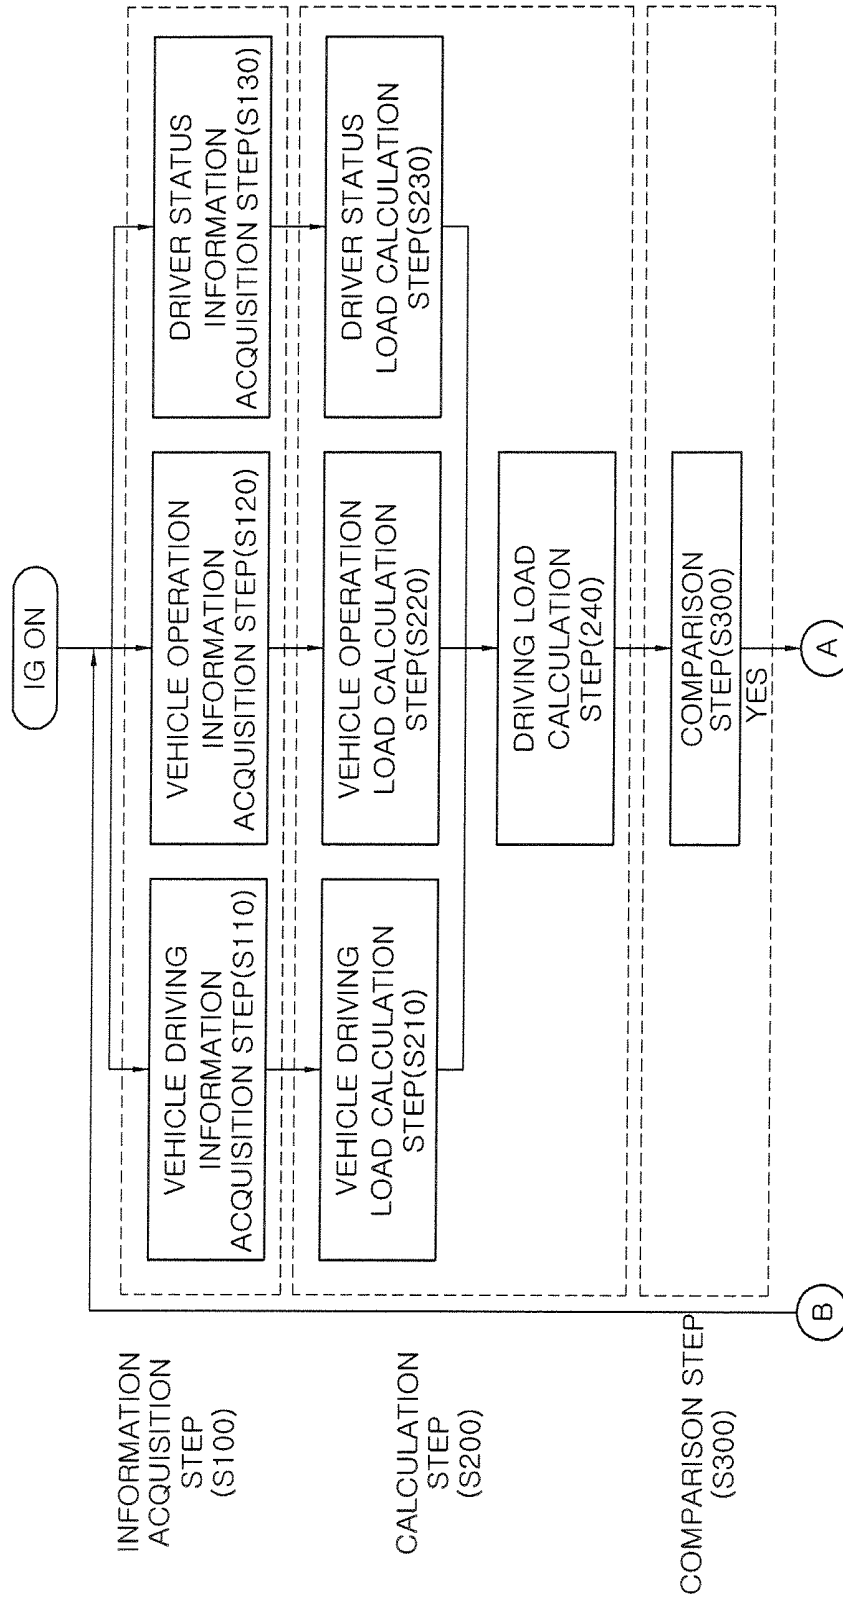 IG ON
INFORMATION
ACQUISITION
STEP
(S100)
VEHICLE DRIVING
INFORMATION
ACQUISITION STEP(S110)
VEHICLE OPERATION
INFORMATION
ACQUISITION STEP(S120)
DRIVER STATUS
INFORMATION
ACQUISITION STEP(S130)
CALCULATION
STEP
(S200)
VEHICLE DRIVING
LOAD CALCULATION
STEP(S210)
VEHICLE OPERATION
LOAD CALCULATION
STEP(S220)
DRIVER STATUS
LOAD CALCULATION
STEP(S230)
DRIVING LOAD
CALCULATION
STEP(240)
COMPARISON STEP
(S300)
COMPARISON
STEP(S300)
YES
B
A